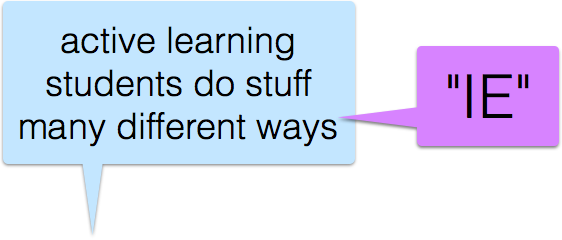 active learning
students do stuff
many different ways
"IE"